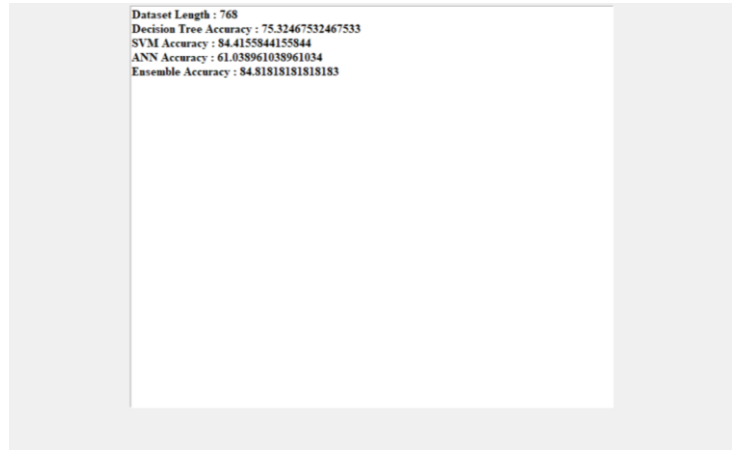 Dataset Length : 768
Decision Tree Accuracy : 75.32467532467533
SVM Accuracy : 84.4155844155844
ANN Accuracy : 61.038961038961034
Ensemble Accuracy : 84.81818181818183